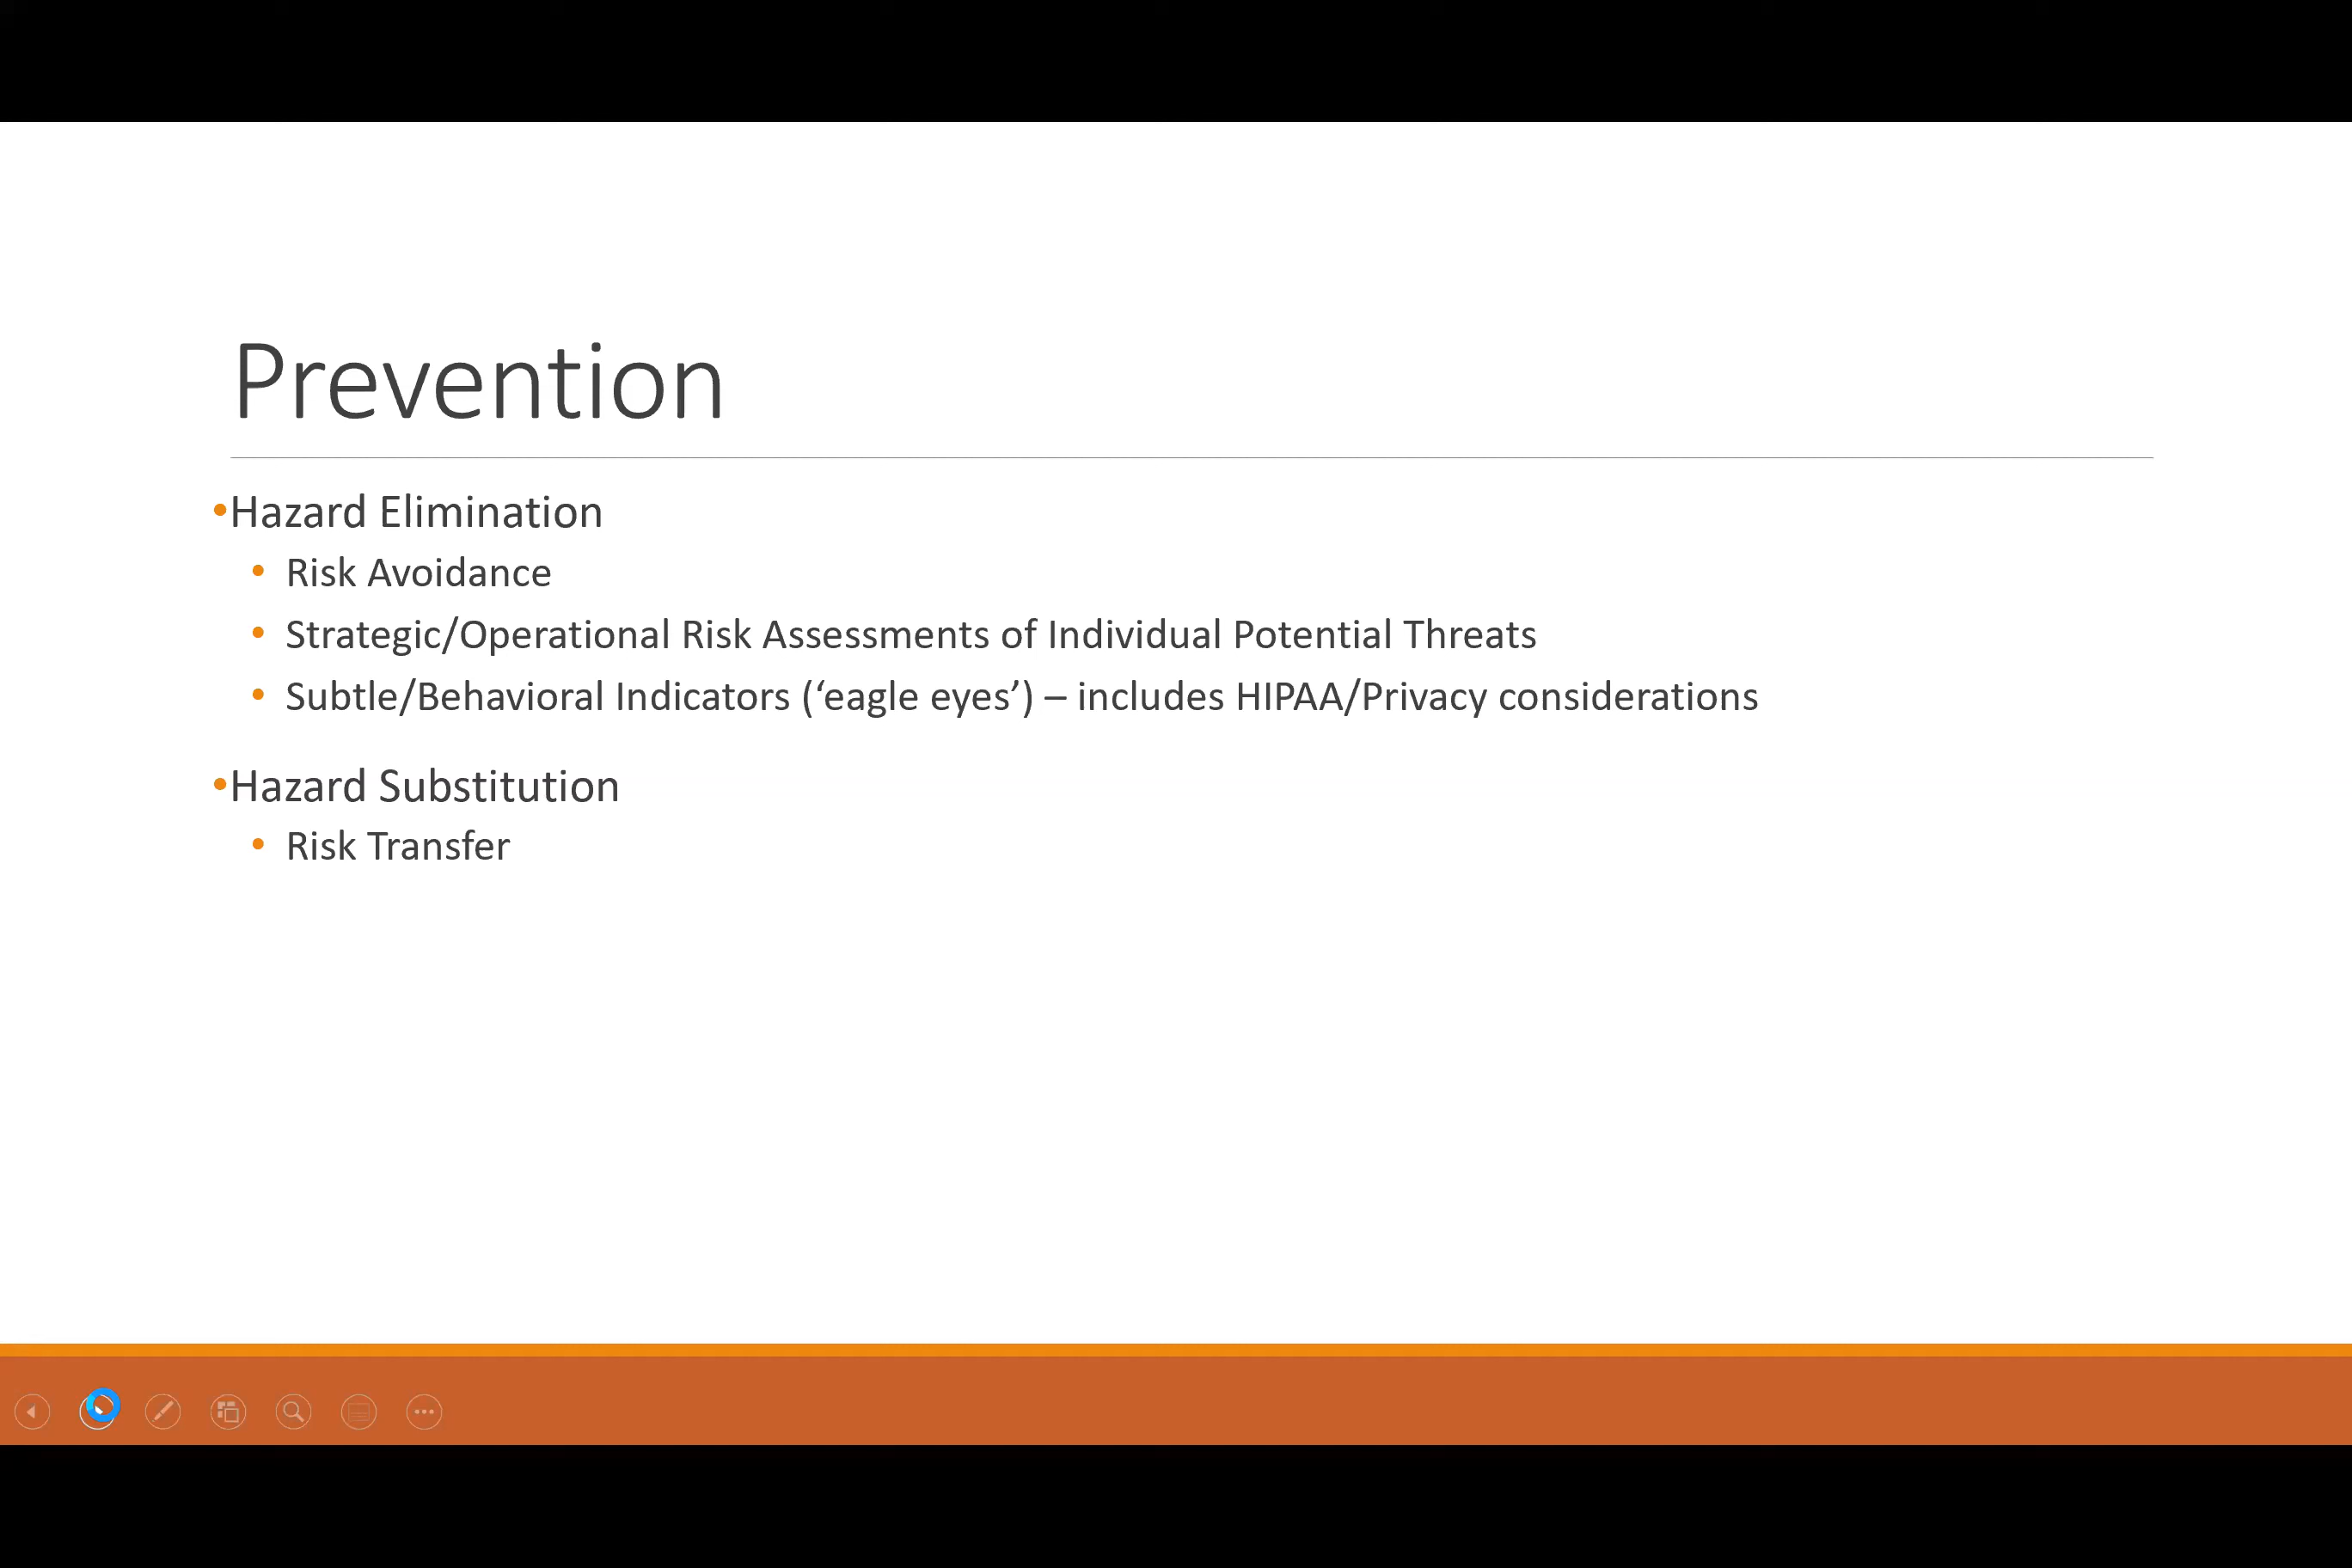 Prevention
•Hazard Elimination
• Risk Avoidance
• Strategic/Operational Risk Assessments of Individual Potential Threats
• Subtle/Behavioral Indicators (‘eagle eyes’) – includes HIPAA/Privacy considerations
•Hazard Substitution
• Risk Transfer